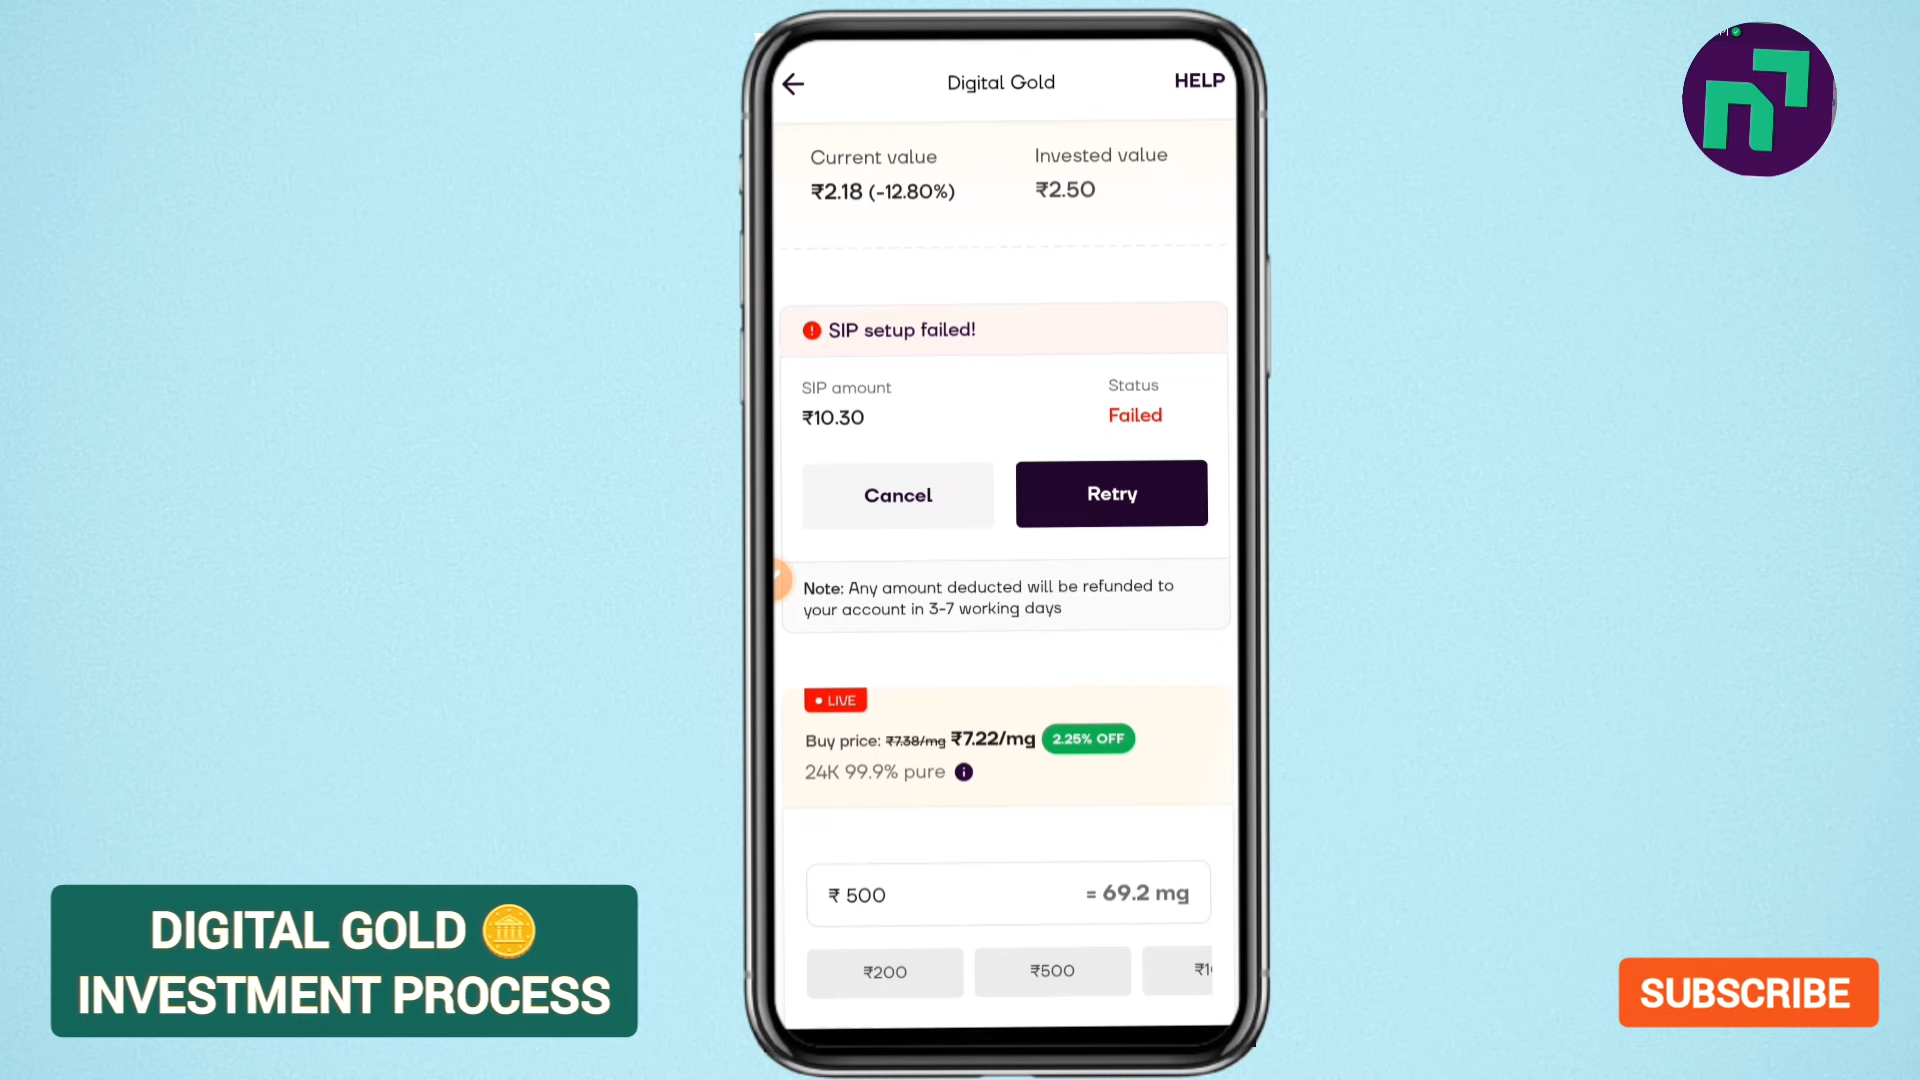 Digital Gold
HELP
Current value
Invested value
₹2.18 (-12.80%)
₹2.50
SIP setup failed!
SIP amount
Status
₹10.30
Failed
Cancel
Retry
Note: Any amount deducted will be refunded to
your account in 3-7 working days
LIVE
Buy price: ₹7.38/mg ₹7.22/mg 2.25% OFF
24K 99.9% pure
₹ 500
= 69.2 mg
₹200
₹500
DIGITAL GOLD
INVESTMENT PROCESS
SUBSCRIBE